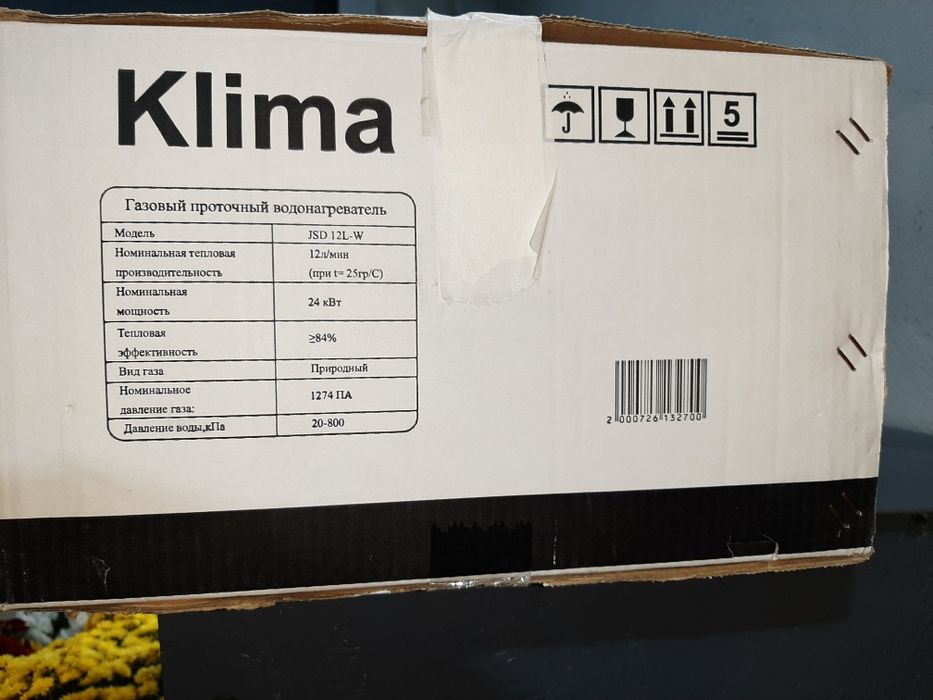 Klima
5
Газовый проточный водонагреватель
Модель JSD 12L-W
Номинальная тепловая 12л/мин
производительность (при t= 25гр/С)
Номинальная
мощность 24 кВт
Тепловая
эффективность ≥84%
Вид газа Природный
Номинальное
давление газа: 1274 ПА
Давление воды,кПа 20-800
2 000726 132700